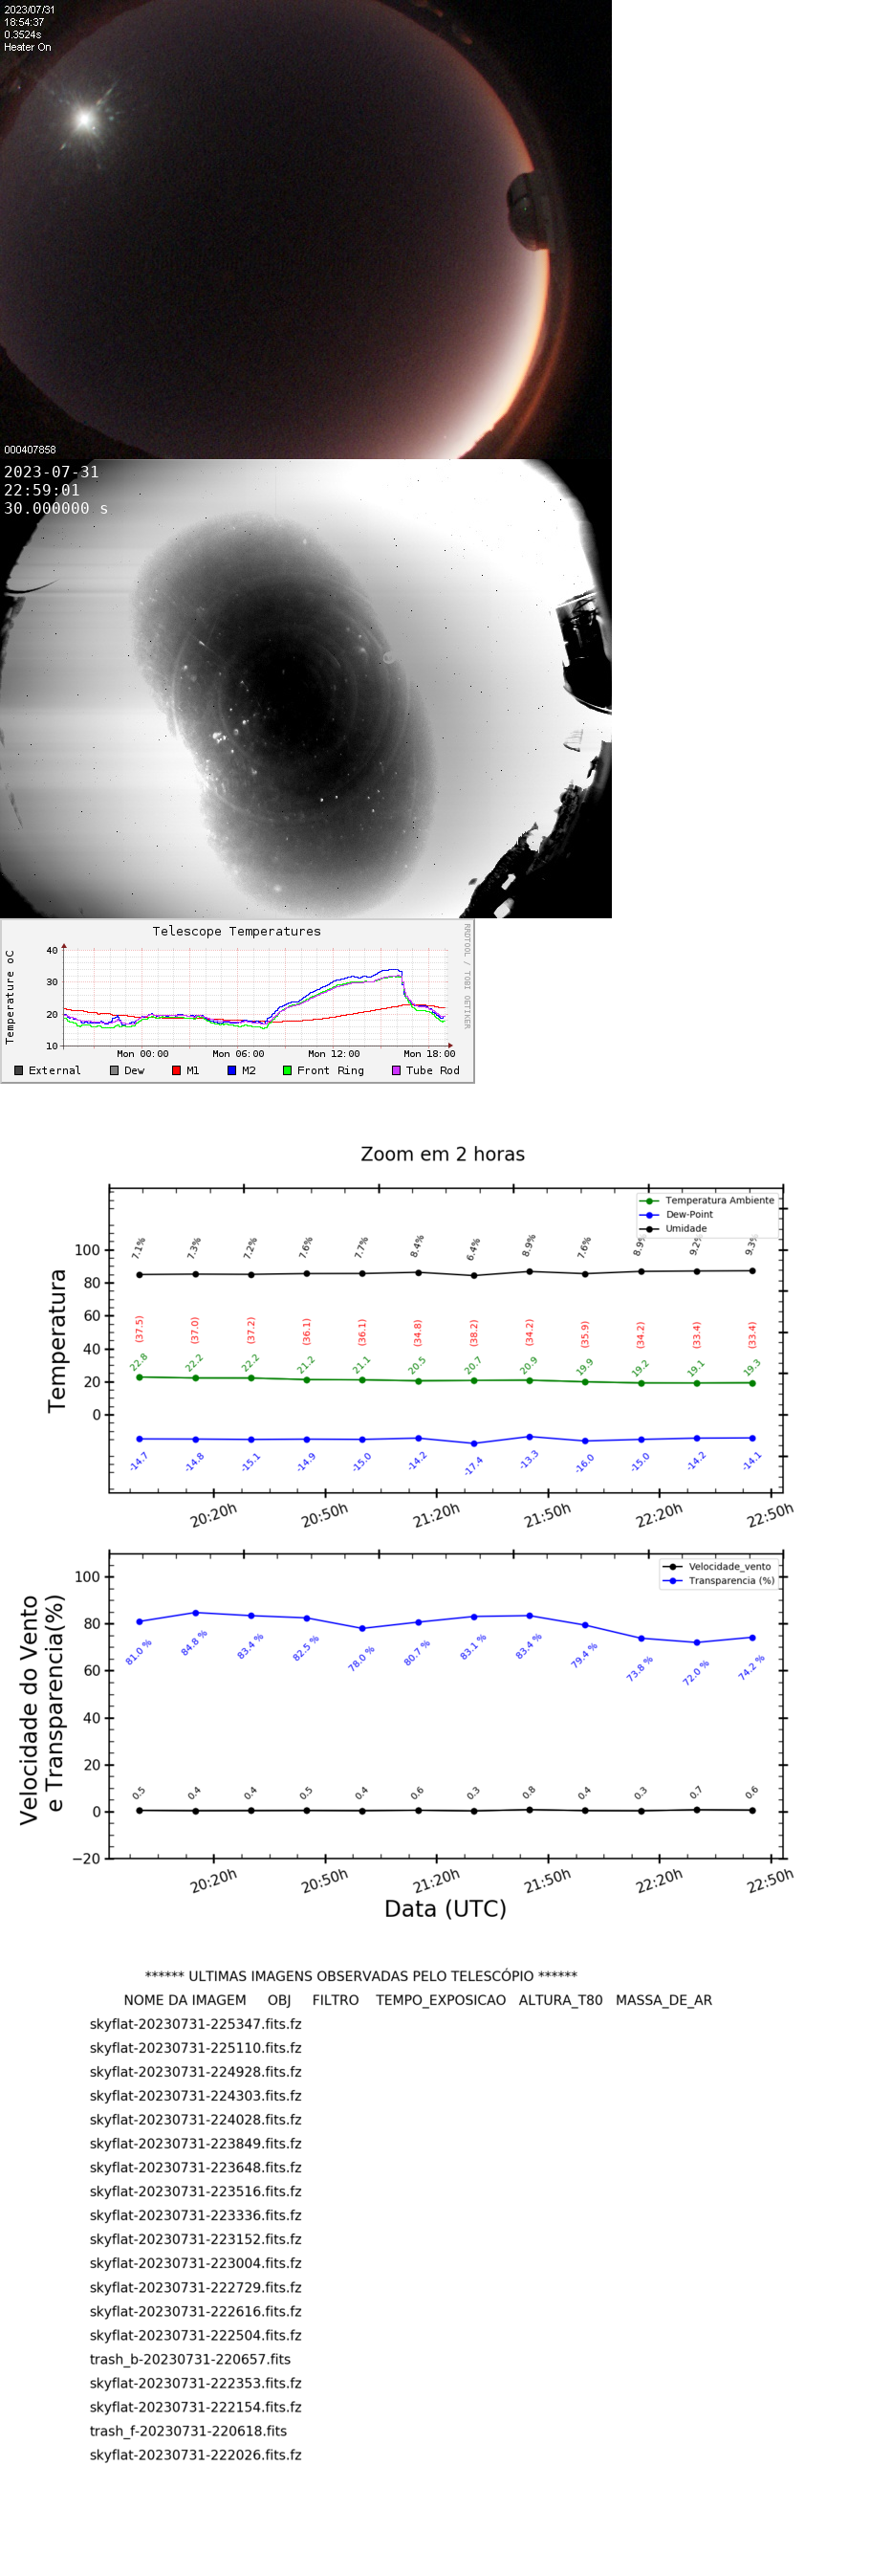 2023/07/31
18:54:37
0.3524s
Heater On
000407858
2023-07-31
22:59:01
30.000000 s
Telescope Temperatures
RRDTOOL / TOBI OETIKER
Temperature oC
40
30
20
10
Mon 00:00 Mon 06:00 Mon 12:00 Mon 18:00
External Dew M1 M2 Front Ring Tube Rod
Zoom em 2 horas
Temperatura Ambiente
Dew-Point
Umidade
Temperatura
100
80
60
40
20
0
7.1% 7.3% 7.2% 7.6% 7.7% 8.4% 6.4% 8.9% 7.6% 8.9% 9.2% 9.3%
(37.5) (37.0) (37.2) (36.1) (36.1) (34.8) (38.2) (34.2) (35.9) (34.2) (33.4) (33.4)
22.8 22.2 22.2 21.2 21.1 20.5 20.7 20.9 19.9 19.2 19.1 19.3
-14.7 -14.8 -15.1 -14.9 -15.0 -14.2 -17.4 -13.3 -16.0 -15.0 -14.2 -14.1
20:20h 20:50h 21:20h 21:50h 22:20h 22:50h
Velocidade_vento
Transparencia (%)
Velocidade do Vento
e Transparencia(%)
100
80
60
40
20
0
−20
81.0 % 84.8 % 83.4 % 82.5 % 78.0 % 80.7 % 83.1 % 83.4 % 79.4 % 73.8 % 72.0 % 74.2 %
0.5 0.4 0.4 0.5 0.4 0.6 0.3 0.8 0.4 0.3 0.7 0.6
20:20h 20:50h 21:20h 21:50h 22:20h 22:50h
Data (UTC)
****** ULTIMAS IMAGENS OBSERVADAS PELO TELESCÓPIO ******
NOME DA IMAGEM OBJ FILTRO TEMPO_EXPOSICAO ALTURA_T80 MASSA_DE_AR
skyflat-20230731-225347.fits.fz
skyflat-20230731-225110.fits.fz
skyflat-20230731-224928.fits.fz
skyflat-20230731-224303.fits.fz
skyflat-20230731-224028.fits.fz
skyflat-20230731-223849.fits.fz
skyflat-20230731-223648.fits.fz
skyflat-20230731-223516.fits.fz
skyflat-20230731-223336.fits.fz
skyflat-20230731-223152.fits.fz
skyflat-20230731-223004.fits.fz
skyflat-20230731-222729.fits.fz
skyflat-20230731-222616.fits.fz
skyflat-20230731-222504.fits.fz
trash_b-20230731-220657.fits
skyflat-20230731-222353.fits.fz
skyflat-20230731-222154.fits.fz
trash_f-20230731-220618.fits
skyflat-20230731-222026.fits.fz